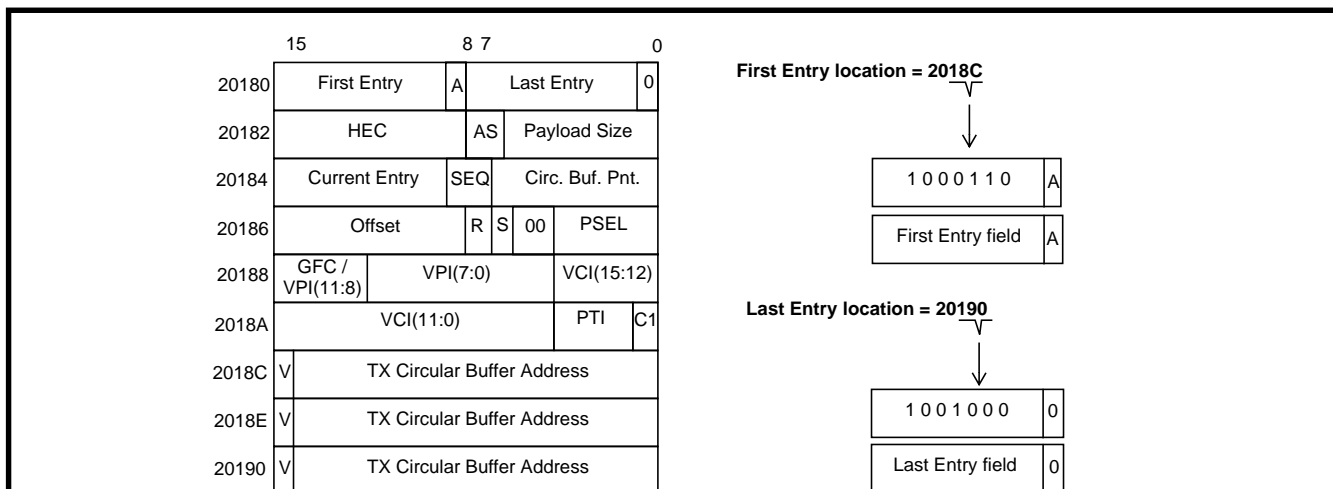 15 8 7 0
20180 First Entry A Last Entry 0
20182 HEC AS Payload Size
20184 Current Entry SEQ Circ. Buf. Pnt.
20186 Offset R S 00 PSEL
20188 GFC / VPI(11:8) VPI(7:0) VCI(15:12)
2018A VCI(11:0) PTI C1
2018C V TX Circular Buffer Address
2018E V TX Circular Buffer Address
20190 V TX Circular Buffer Address
First Entry location = 2018C
1 0 0 0 1 1 0 A
First Entry field A
Last Entry location = 20190
1 0 0 1 0 0 0 0
Last Entry field 0